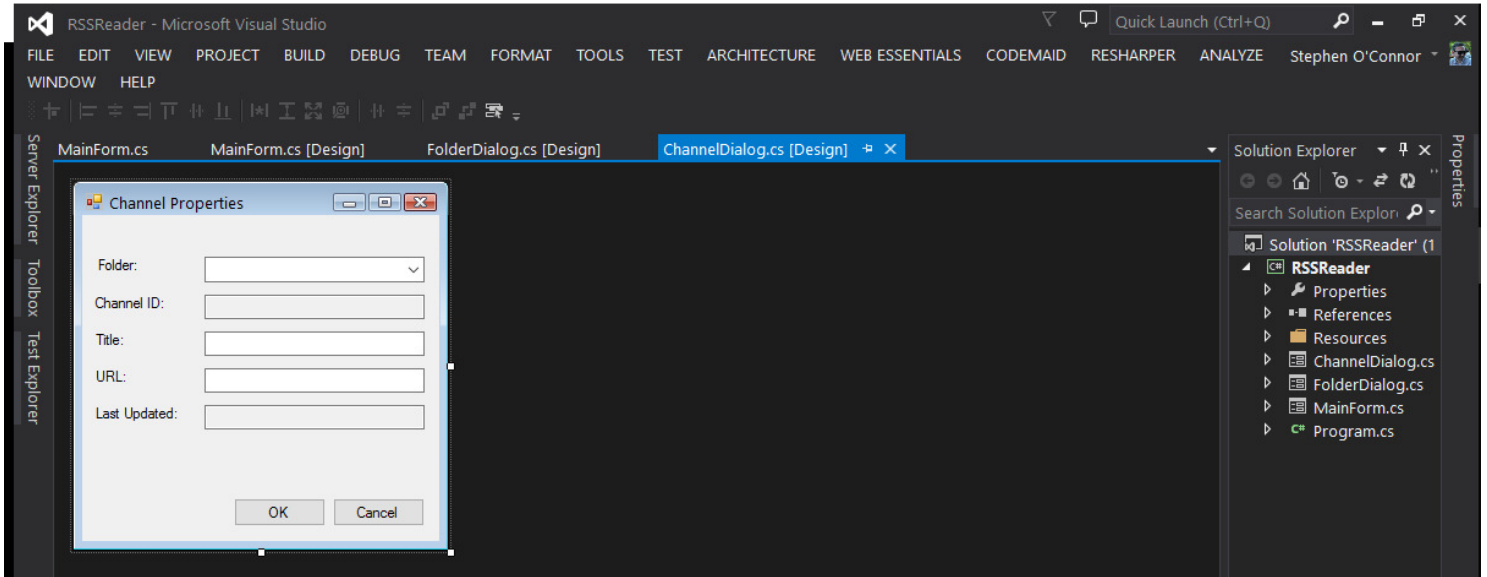 RSSReader - Microsoft Visual Studio
Quick Launch (Ctrl+Q)
FILE EDIT VIEW PROJECT BUILD DEBUG TEAM FORMAT TOOLS TEST ARCHITECTURE WEB ESSENTIALS CODEMAID RESHARPER ANALYZE Stephen O'Connor
WINDOW HELP
Server Explorer
Toolbox
Test Explorer
MainForm.cs MainForm.cs [Design] FolderDialog.cs [Design] ChannelDialog.cs [Design]
Channel Properties
Folder:
Channel ID:
Title:
URL:
Last Updated:
OK Cancel
Solution Explorer
Search Solution Explor
Solution 'RSSReader' (1
C# RSSReader
Properties
References
Resources
ChannelDialog.cs
FolderDialog.cs
MainForm.cs
C# Program.cs
Properties